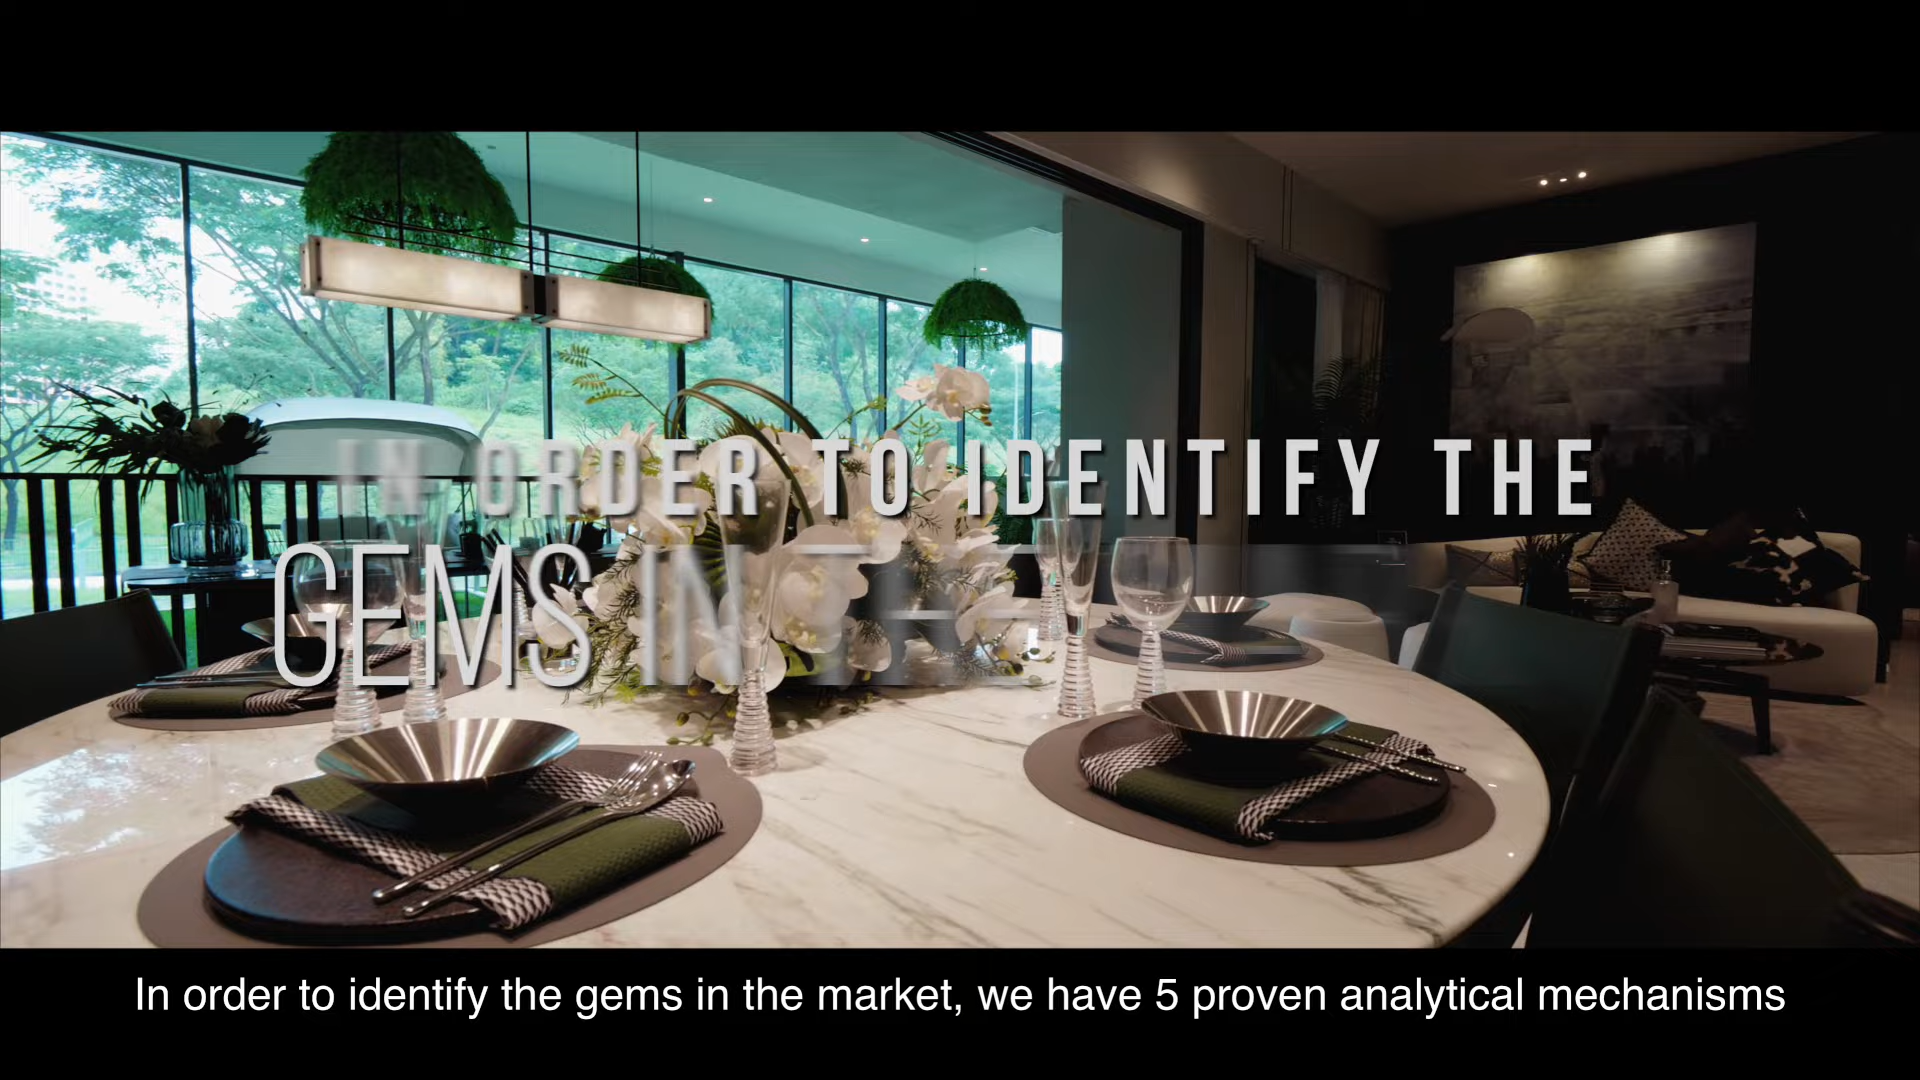 IN ORDER TO IDENTIFY THE
GEMS IN THE
In order to identify the gems in the market, we have 5 proven analytical mechanisms